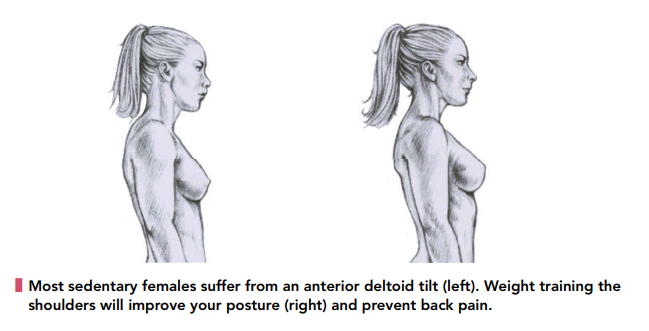 Most sedentary females suffer from an anterior deltoid tilt (left). Weight training the
shoulders will improve your posture (right) and prevent back pain.